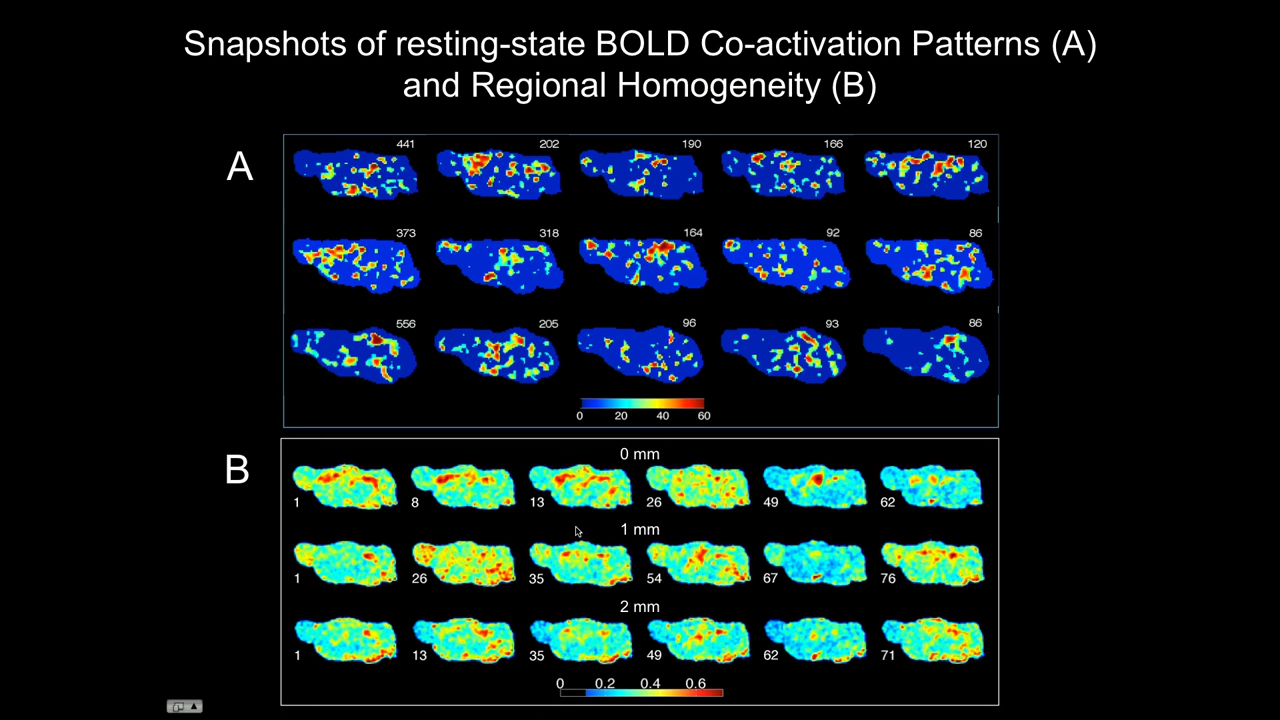 Snapshots of resting-state BOLD Co-activation Patterns (A)
and Regional Homogeneity (B)
A
441 202 190 166 120
373 318 164 92 86
556 205 96 93 86
0 20 40 60
B
0 mm
1 8 13 26 49 62
1 mm
1 26 35 54 67 76
2 mm
1 13 35 49 62 71
0 0.2 0.4 0.6